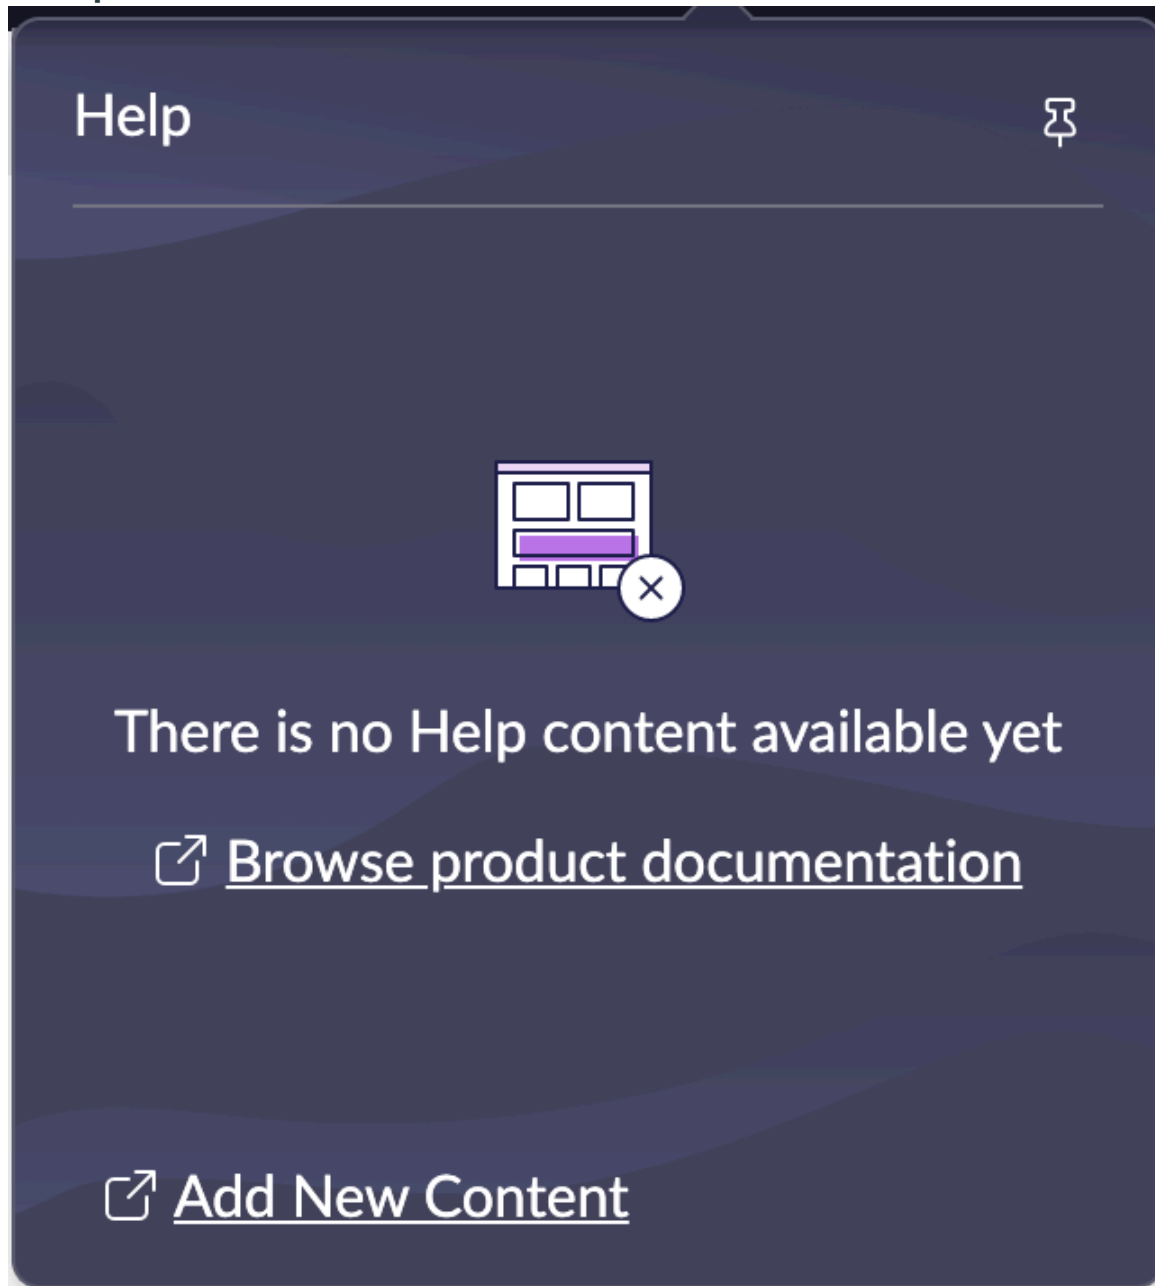 Help
There is no Help content available yet
Browse product documentation
Add New Content